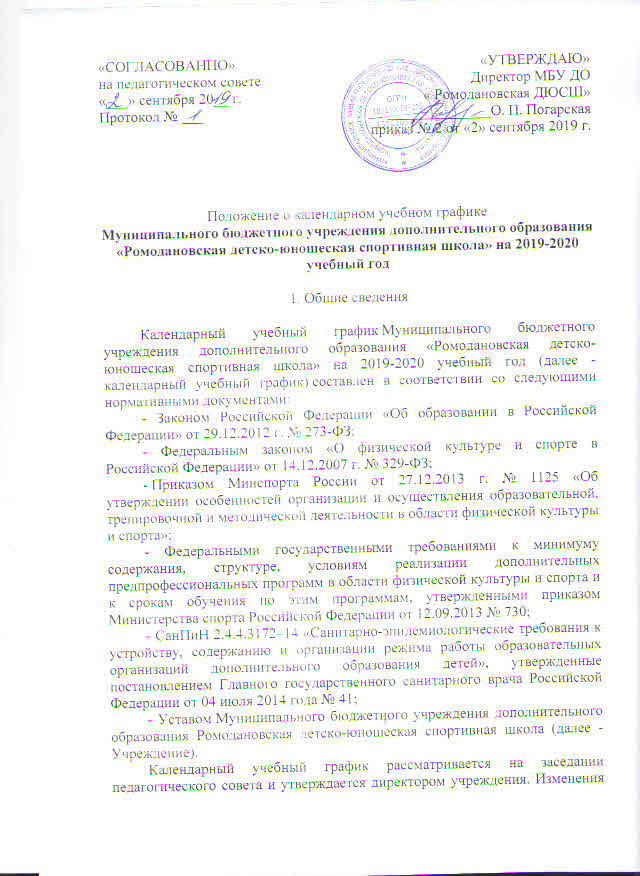 «СОГЛАСОВАННО»
на педагогическом совете
«2» сентября 2019 г.
Протокол № 1
«УТВЕРЖДАЮ»
Директор МБУ ДО
« Ромодановская ДЮСШ»
О. П. Погарская
приказ № 2 от «2» сентября 2019 г.
ОГРН
Положение о календарном учебном графике
Муниципального бюджетного учреждения дополнительного образования
«Ромодановская детско-юношеская спортивная школа» на 2019-2020
учебный год
1. Общие сведения
Календарный учебный график Муниципального бюджетного
учреждения дополнительного образования «Ромодановская детско-
юношеская спортивная школа» на 2019-2020 учебный год (далее -
календарный учебный график) составлен в соответствии со следующими
нормативными документами:
- Законом Российской Федерации «Об образовании в Российской
Федерации» от 29.12.2012 г. № 273-ФЗ;
- Федеральным законом «О физической культуре и спорте в
Российской Федерации» от 14.12.2007 г. № 329-ФЗ;
- Приказом Минспорта России от 27.12.2013 г. № 1125 «Об
утверждении особенностей организации и осуществления образовательной,
тренировочной и методической деятельности в области физической культуры
и спорта»;
- Федеральными государственными требованиями к минимуму
содержания, структуре, условиям реализации дополнительных
предпрофессиональных программ в области физической культуры и спорта и
к срокам обучения по этим программам, утвержденными приказом
Министерства спорта Российской Федерации от 12.09.2013 № 730;
- СанПиН 2.4.4.3172–14 «Санитарно-эпидемиологические требования к
устройству, содержанию и организации режима работы образовательных
организаций дополнительного образования детей», утвержденные
постановлением Главного государственного санитарного врача Российской
Федерации от 04 июля 2014 года № 41;
- Уставом Муниципального бюджетного учреждения дополнительного
образования Ромодановская детско-юношеская спортивная школа (далее -
Учреждение).
Календарный учебный график рассматривается на заседании
педагогического совета и утверждается директором учреждения. Изменения